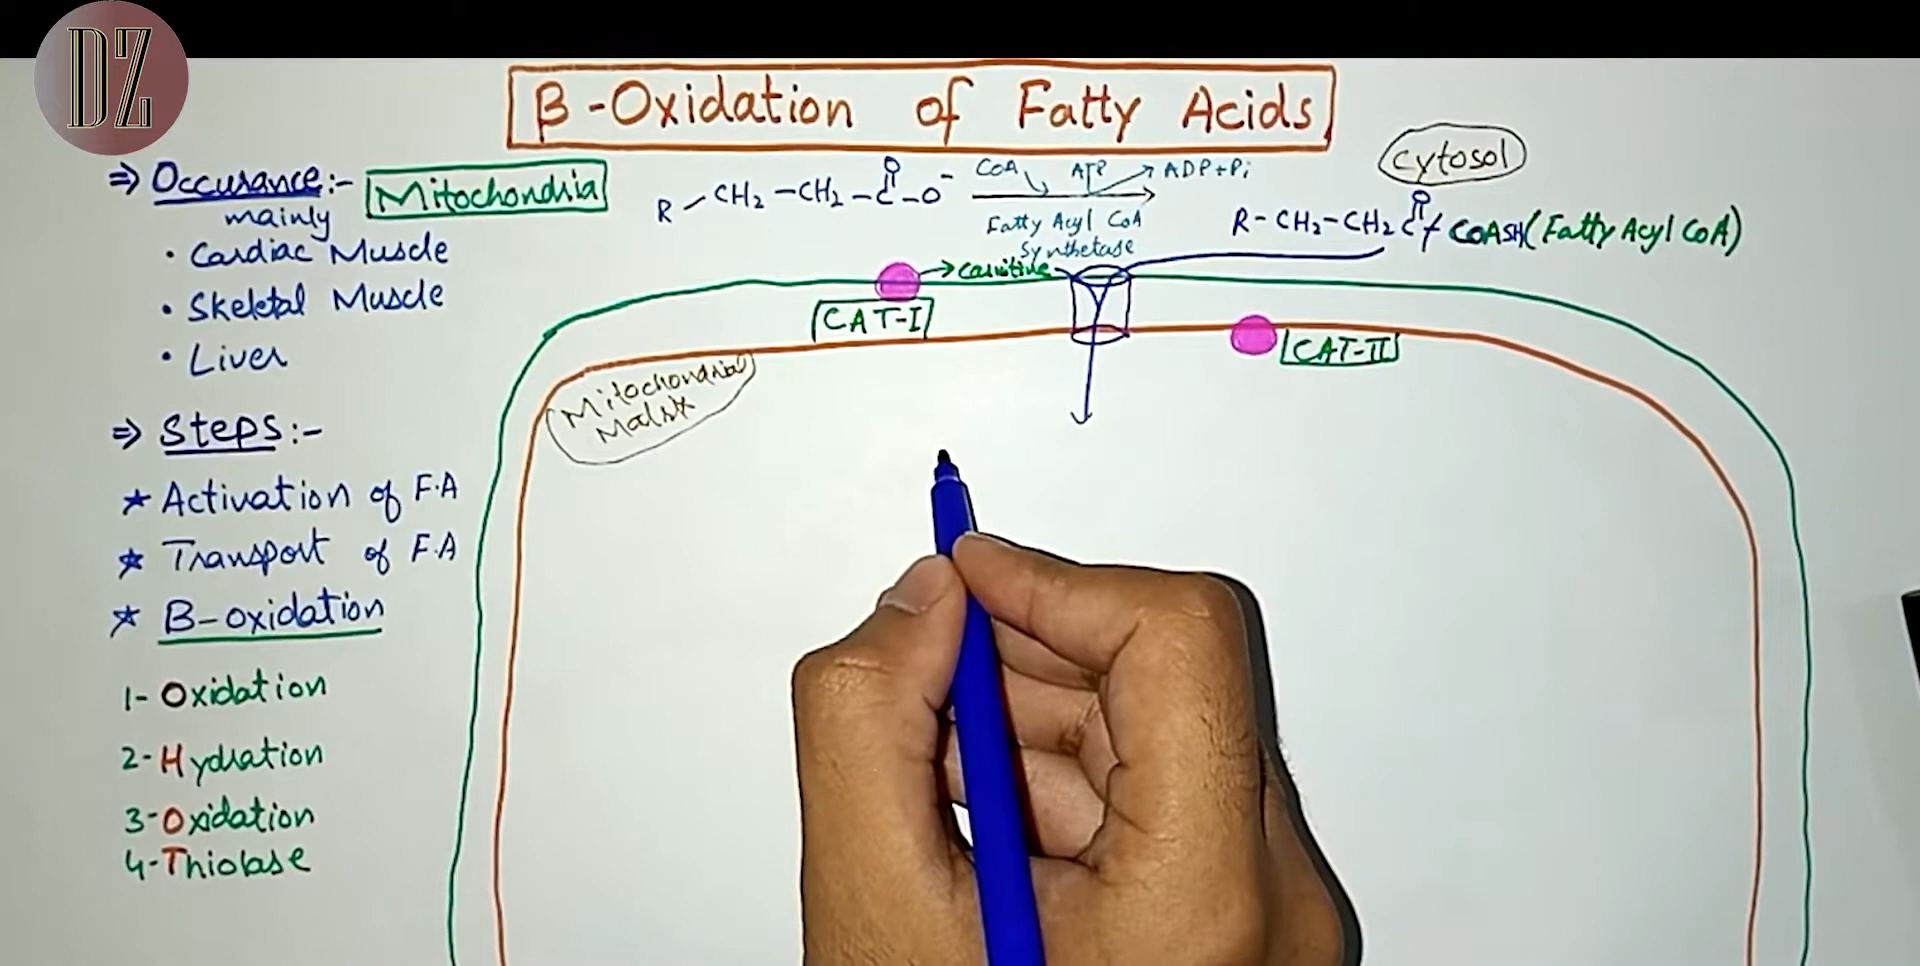 DZ
β-Oxidation of Fatty Acids
⇒ Occurance:- Mitochondria
mainly
• Cardiac Muscle
• Skeletal Muscle
• Liver
⇒ Steps:-
★ Activation of F.A
★ Transport of F.A
★ B-oxidation
1- Oxidation
2- Hydration
3- Oxidation
4- Thiolase
Cytosol
R-CH₂-CH₂-C-O⁻
O
CoA ATP ADP+Pi
Fatty Acyl CoA
Synthetase
R-CH₂-CH₂ C
O
CoASH (Fatty Acyl CoA)
→ Carnitine
CAT-I
CAT-II
Mitochondrial
Matrix